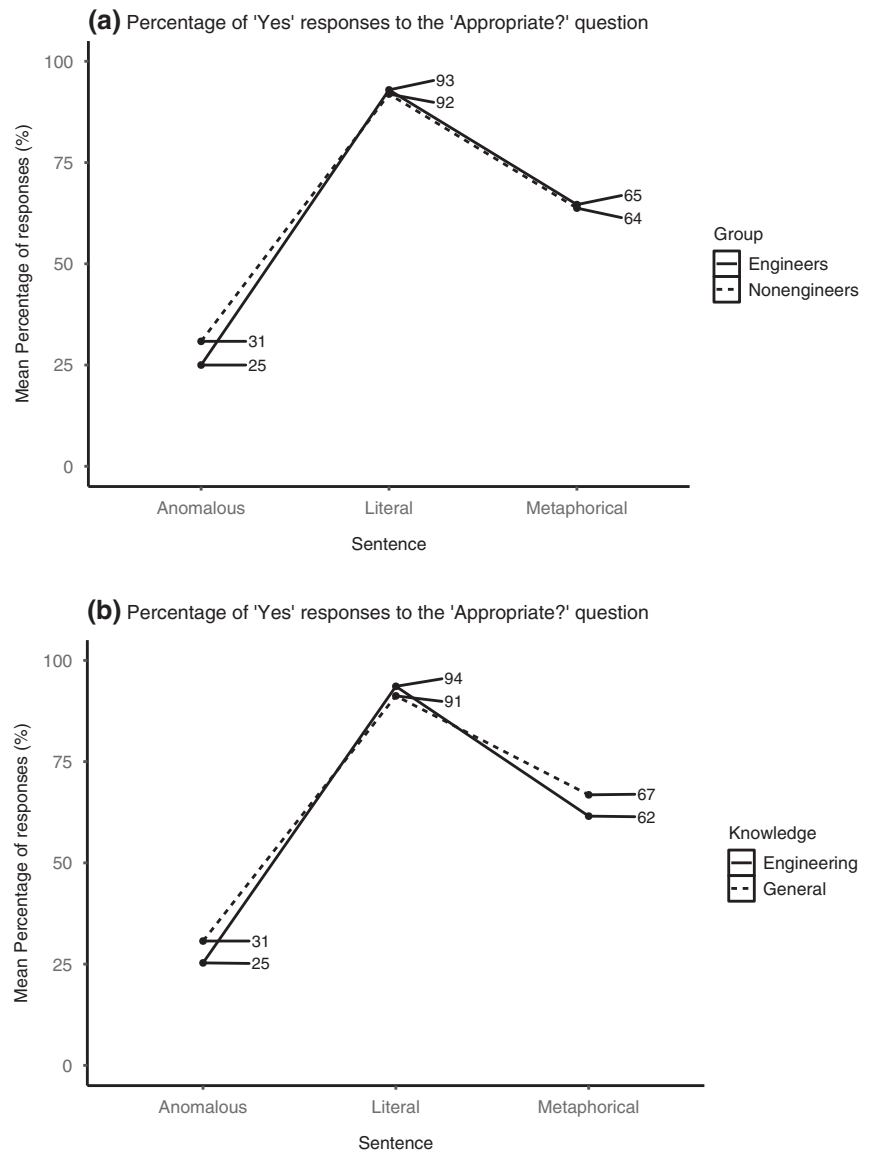 (a) Percentage of 'Yes' responses to the 'Appropriate?' question
100
75
50
25
0
Mean Percentage of responses (%)
93
92
65
64
31
25
Anomalous
Literal
Metaphorical
Sentence
Group
Engineers
Nonengineers
(b) Percentage of 'Yes' responses to the 'Appropriate?' question
100
75
50
25
0
Mean Percentage of responses (%)
94
91
67
62
31
25
Anomalous
Literal
Metaphorical
Sentence
Knowledge
Engineering
General